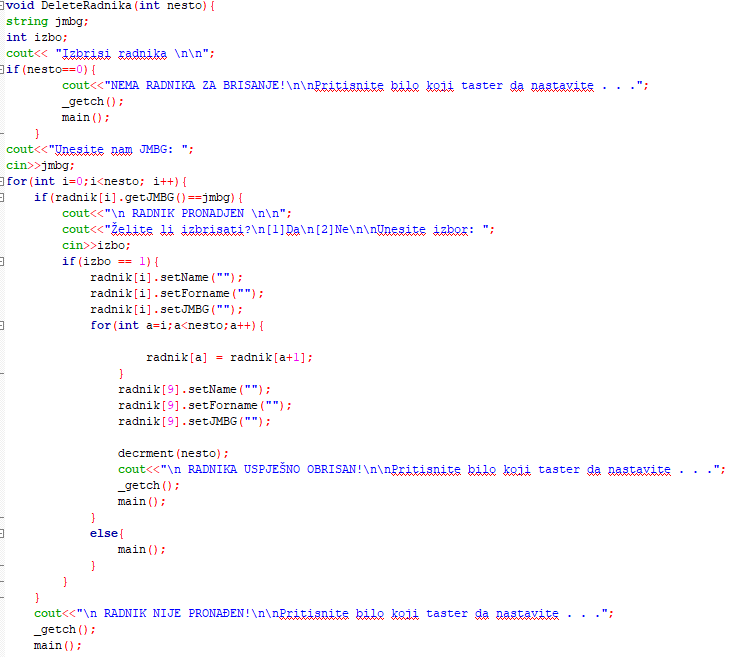 void DeleteRadnika(int nesto){
string jmbg;
int izbo;
cout<< "Izbrisi radnika \n\n";
if(nesto==0){
cout<<"NEMA RADNIKA ZA BRISANJE!\n\nPritisnite bilo koji taster da nastavite . . .";
_getch();
main();
}
cout<<"Unesite nam JMBG: ";
cin>>jmbg;
for(int i=0;i<nesto; i++){
if(radnik[i].getJMBG()==jmbg){
cout<<"\n RADNIK PRONADJEN \n\n";
cout<<"Želite li izbrisati?\n[1]Da\n[2]Ne\n\nUnesite izbor: ";
cin>>izbo;
if(izbo == 1){
radnik[i].setName("");
radnik[i].setForname("");
radnik[i].setJMBG("");
for(int a=i;a<nesto;a++){
radnik[a] = radnik[a+1];
}
radnik[9].setName("");
radnik[9].setForname("");
radnik[9].setJMBG("");
decrment(nesto);
cout<<"\n RADNIKA USPJEŠNO OBRISAN!\n\nPritisnite bilo koji taster da nastavite . . .";
_getch();
main();
}
else{
main();
}
}
}
cout<<"\n RADNIK NIJE PRONAĐEN!\n\nPritisnite bilo koji taster da nastavite . . .";
_getch();
main();